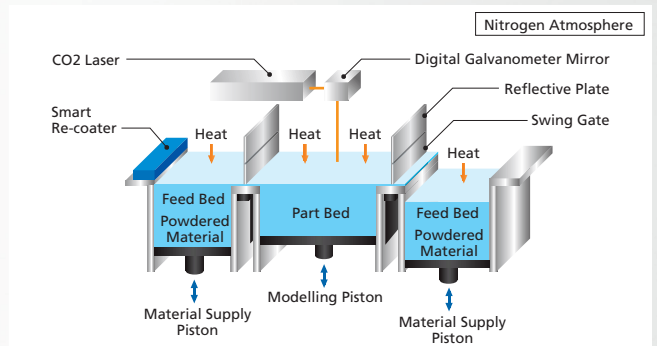 Nitrogen Atmosphere
CO2 Laser
Digital Galvanometer Mirror
Reflective Plate
Smart
Re-coater
Swing Gate
Heat
Heat
Heat
Heat
Feed Bed
Powdered
Material
Part Bed
Feed Bed
Powdered
Material
Material Supply
Piston
Modelling Piston
Material Supply
Piston